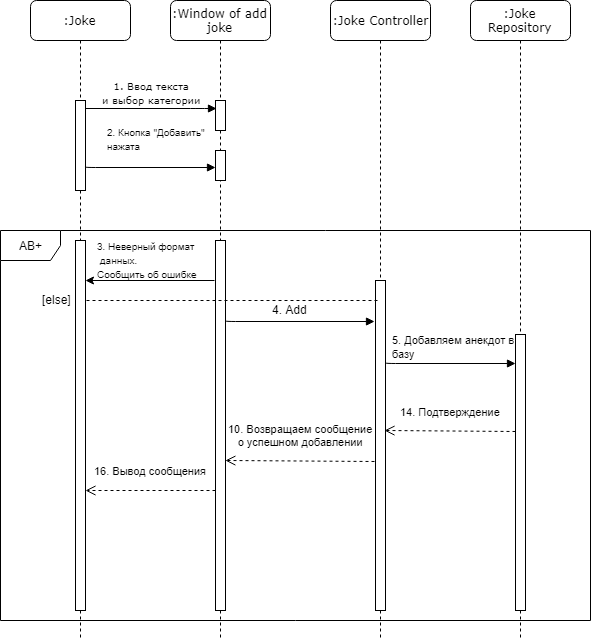 :Joke
:Window of add
joke
:Joke Controller
:Joke
Repository
1. Ввод текста
и выбор категории
2. Кнопка "Добавить"
нажата
AB+
3. Неверный формат
данных.
Сообщить об ошибке
[else]
4. Add
5. Добавляем анекдот в
базу
14. Подтверждение
10. Возвращаем сообщение
о успешном добавлении
16. Вывод сообщения